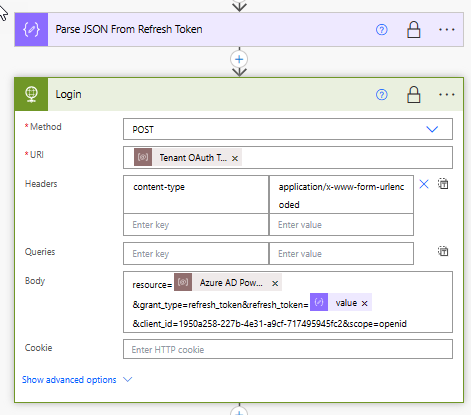 Parse JSON From Refresh Token
Login
* Method
POST
* URI
Tenant OAuth T... ×
Headers
content-type
application/x-www-form-urlenc
oded
Enter key
Enter value
Queries
Enter key
Enter value
Body
resource= Azure AD Pow... ×
&grant_type=refresh_token&refresh_token= value ×
&client_id=1950a258-227b-4e31-a9cf-717495945fc2&scope=openid
Cookie
Enter HTTP cookie
Show advanced options